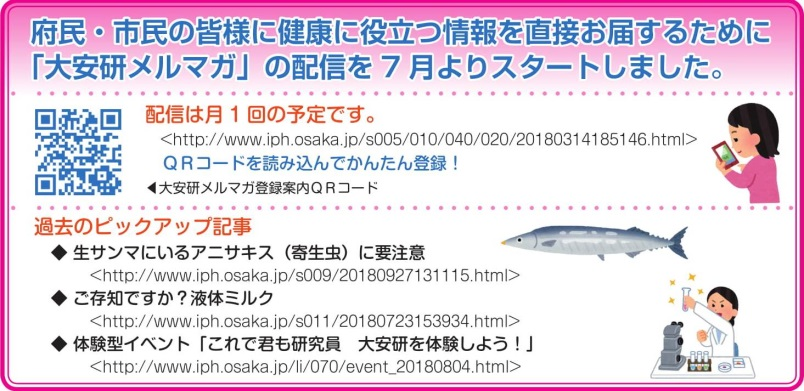 府民・市民の皆様に健康に役立つ情報を直接お届するために
「大安研メルマガ」の配信を7月よりスタートしました。
配信は月1回の予定です。
<http://www.iph.osaka.jp/s005/010/040/020/20180314185146.html>
QRコードを読み込んでかんたん登録！
◀大安研メルマガ登録案内QRコード
過去のピックアップ記事
◆ 生サンマにいるアニサキス（寄生虫）に要注意
<http://www.iph.osaka.jp/s009/20180927131115.html>
◆ ご存知ですか？液体ミルク
<http://www.iph.osaka.jp/s011/20180723153934.html>
◆ 体験型イベント「これで君も研究員　大安研を体験しよう！」
<http://www.iph.osaka.jp/li/070/event_20180804.html>